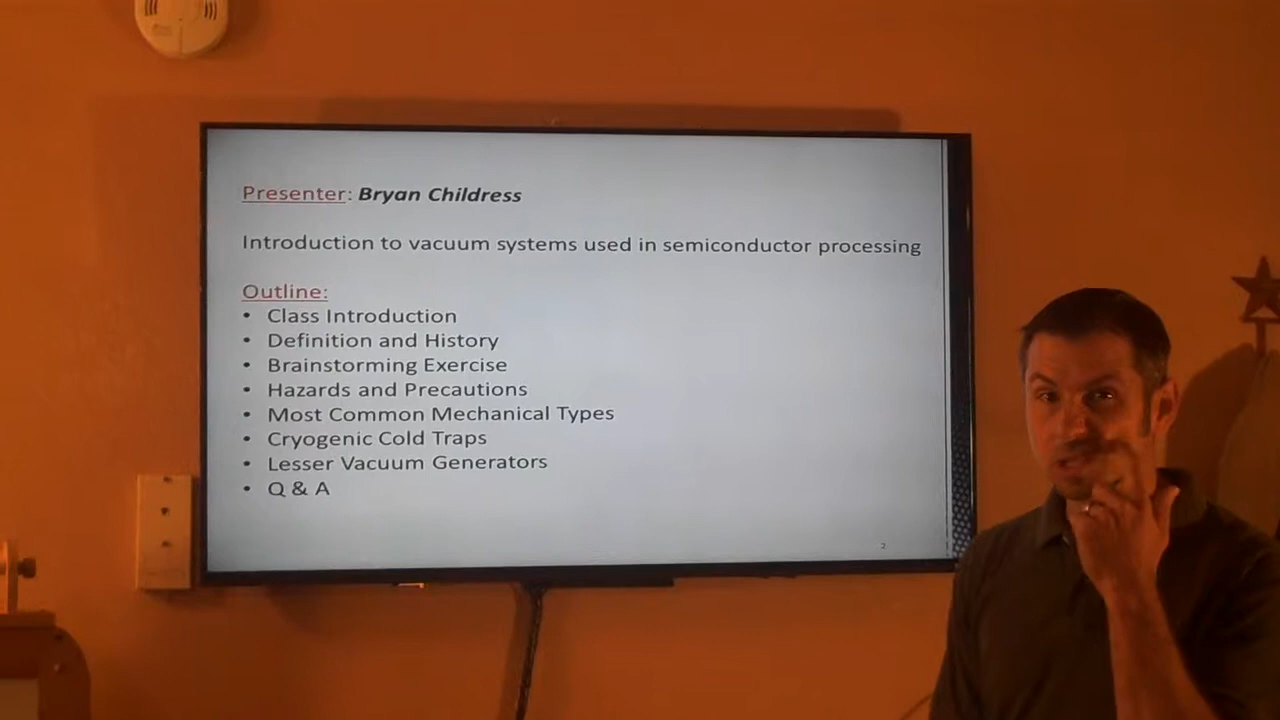 Presenter: Bryan Childress
Introduction to vacuum systems used in semiconductor processing
Outline:
• Class Introduction
• Definition and History
• Brainstorming Exercise
• Hazards and Precautions
• Most Common Mechanical Types
• Cryogenic Cold Traps
• Lesser Vacuum Generators
• Q & A
2